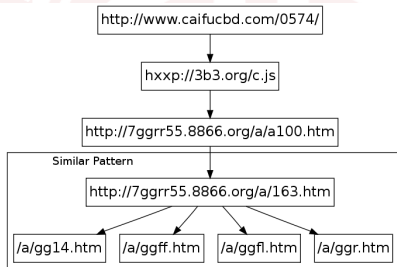 http://www.caifucbd.com/0574/
hxxp://3b3.org/c.js
http://7ggrr55.8866.org/a/a100.htm
Similar Pattern
http://7ggrr55.8866.org/a/163.htm
/a/gg14.htm /a/ggff.htm /a/ggfl.htm /a/ggr.htm